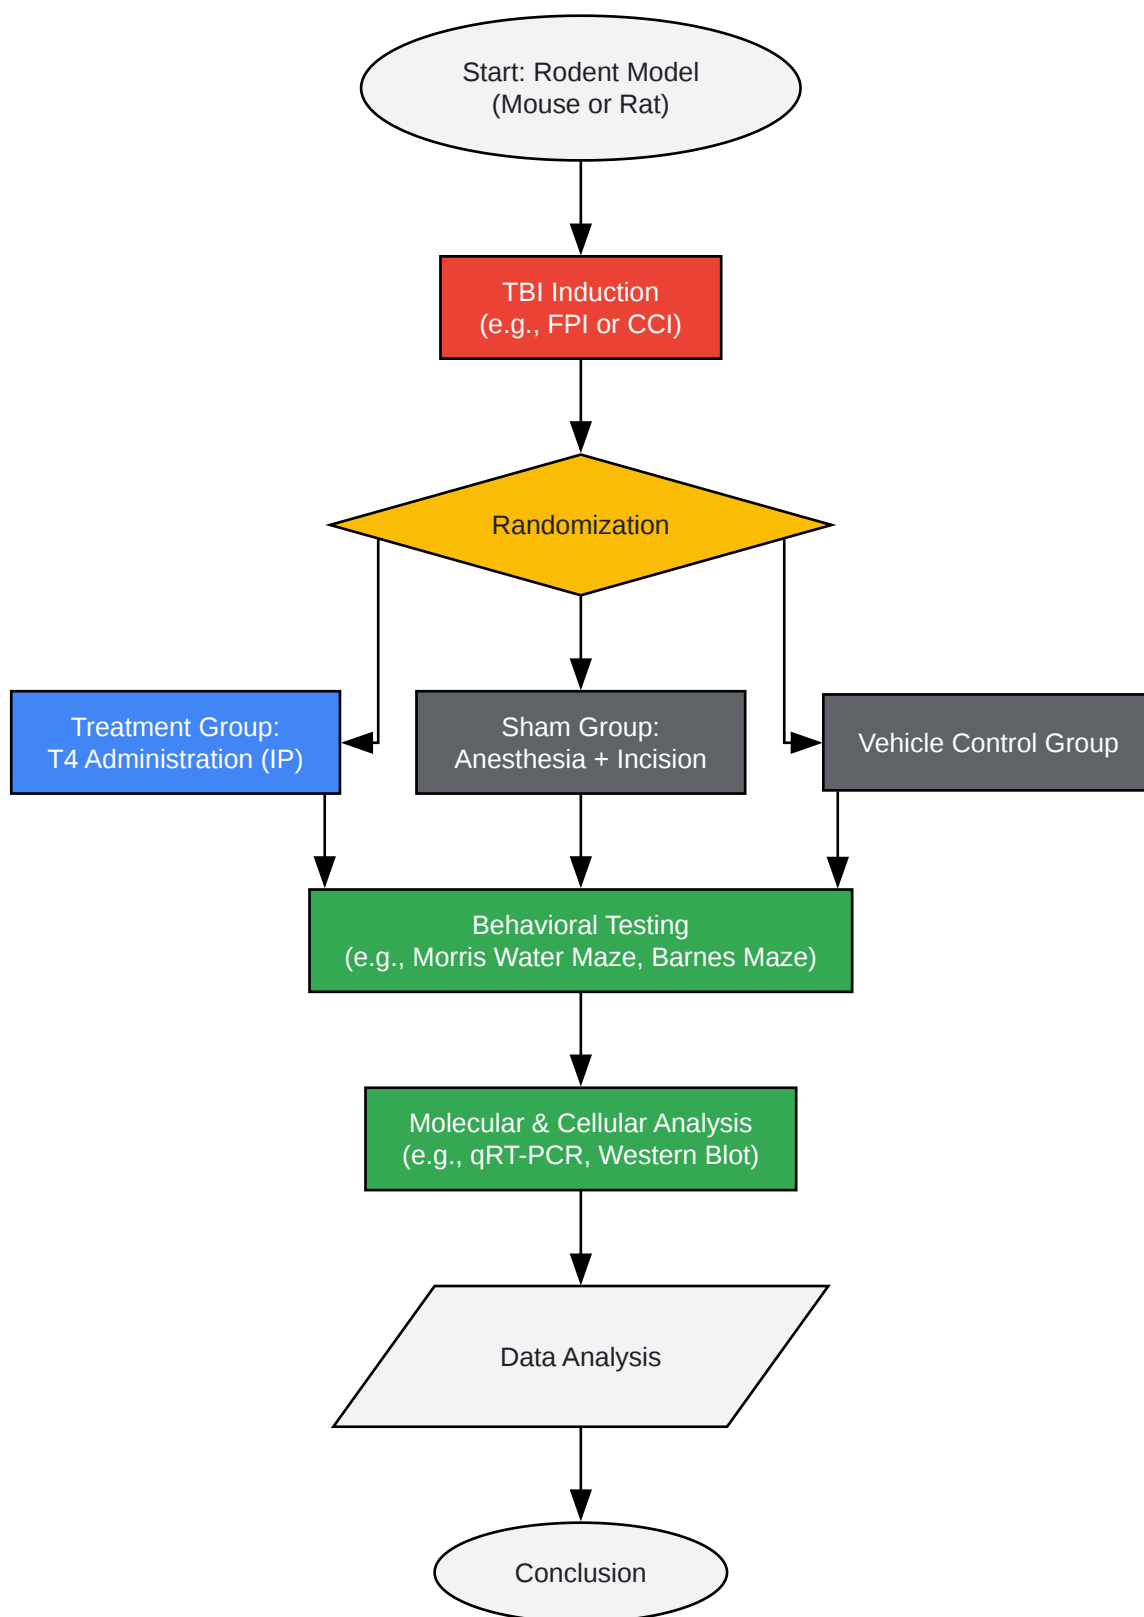 Start: Rodent Model
(Mouse or Rat)
TBI Induction
(e.g., FPI or CCI)
Randomization
Treatment Group:
T4 Administration (IP)
Sham Group:
Anesthesia + Incision
Vehicle Control Group
Behavioral Testing
(e.g., Morris Water Maze, Barnes Maze)
Molecular & Cellular Analysis
(e.g., qRT-PCR, Western Blot)
Data Analysis
Conclusion